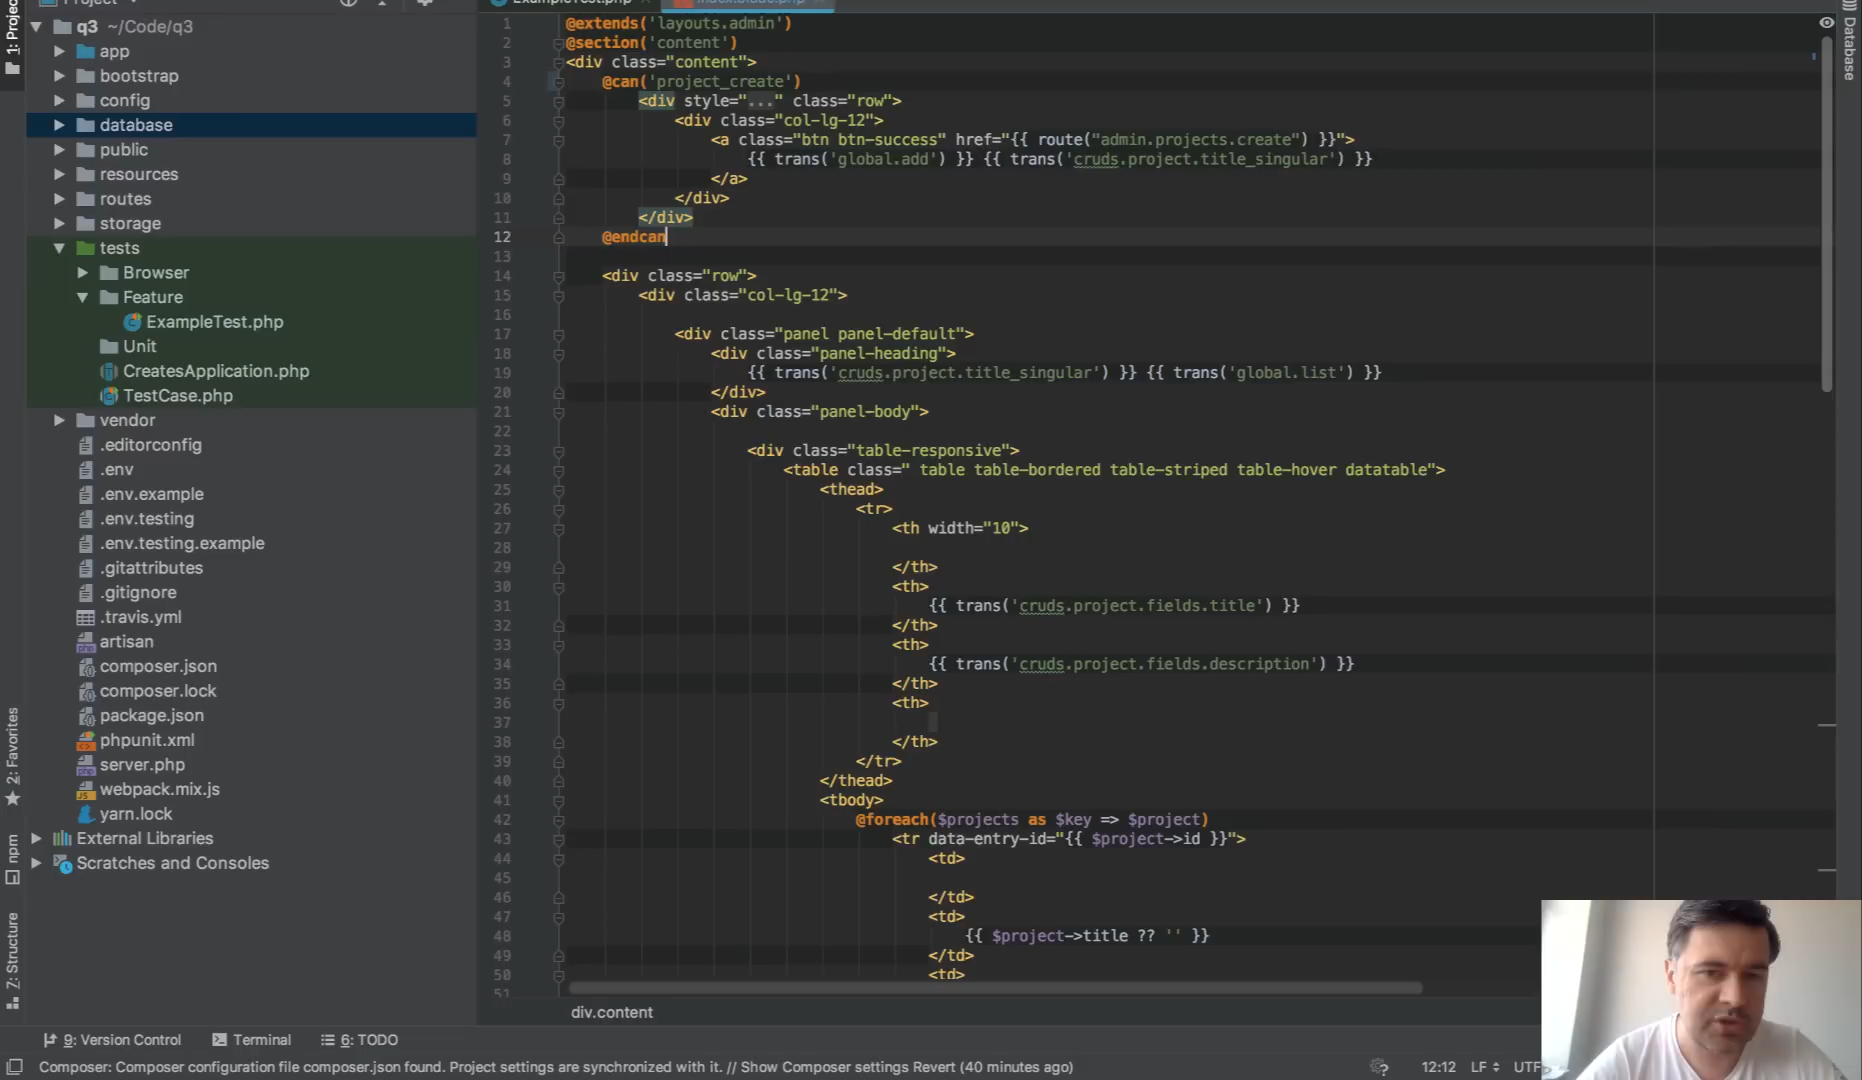 Project
ExampleTest.php
index.blade.php
1: Project
q3 ~/Code/q3
app
bootstrap
config
database
public
resources
routes
storage
tests
Browser
Feature
ExampleTest.php
Unit
CreatesApplication.php
TestCase.php
vendor
.editorconfig
.env
.env.example
.env.testing
.env.testing.example
.gitattributes
.gitignore
.travis.yml
artisan
composer.json
composer.lock
package.json
phpunit.xml
server.php
webpack.mix.js
yarn.lock
External Libraries
Scratches and Consoles
2: Favorites
npm
7: Structure
1 @extends('layouts.admin')
2 @section('content')
3 <div class="content">
4 @can('project_create')
5 <div style="..." class="row">
6 <div class="col-lg-12">
7 <a class="btn btn-success" href="{{ route("admin.projects.create") }}">
8 {{ trans('global.add') }} {{ trans('cruds.project.title_singular') }}
9 </a>
10 </div>
11 </div>
12 @endcan
13
14 <div class="row">
15 <div class="col-lg-12">
16
17 <div class="panel panel-default">
18 <div class="panel-heading">
19 {{ trans('cruds.project.title_singular') }} {{ trans('global.list') }}
20 </div>
21 <div class="panel-body">
22
23 <div class="table-responsive">
24 <table class=" table table-bordered table-striped table-hover datatable">
25 <thead>
26 <tr>
27 <th width="10">
28
29 </th>
30 <th>
31 {{ trans('cruds.project.fields.title') }}
32 </th>
33 <th>
34 {{ trans('cruds.project.fields.description') }}
35 </th>
36 <th>
37
38 </th>
39 </tr>
40 </thead>
41 <tbody>
42 @foreach($projects as $key => $project)
43 <tr data-entry-id="{{ $project->id }}">
44 <td>
45
46 </td>
47 <td>
48 {{ $project->title ?? '' }}
49 </td>
50 <td>
51
Database
div.content
9: Version Control
Terminal
6: TODO
Composer: Composer configuration file composer.json found. Project settings are synchronized with it. // Show Composer settings Revert (40 minutes ago)
12:12
LF
UTF